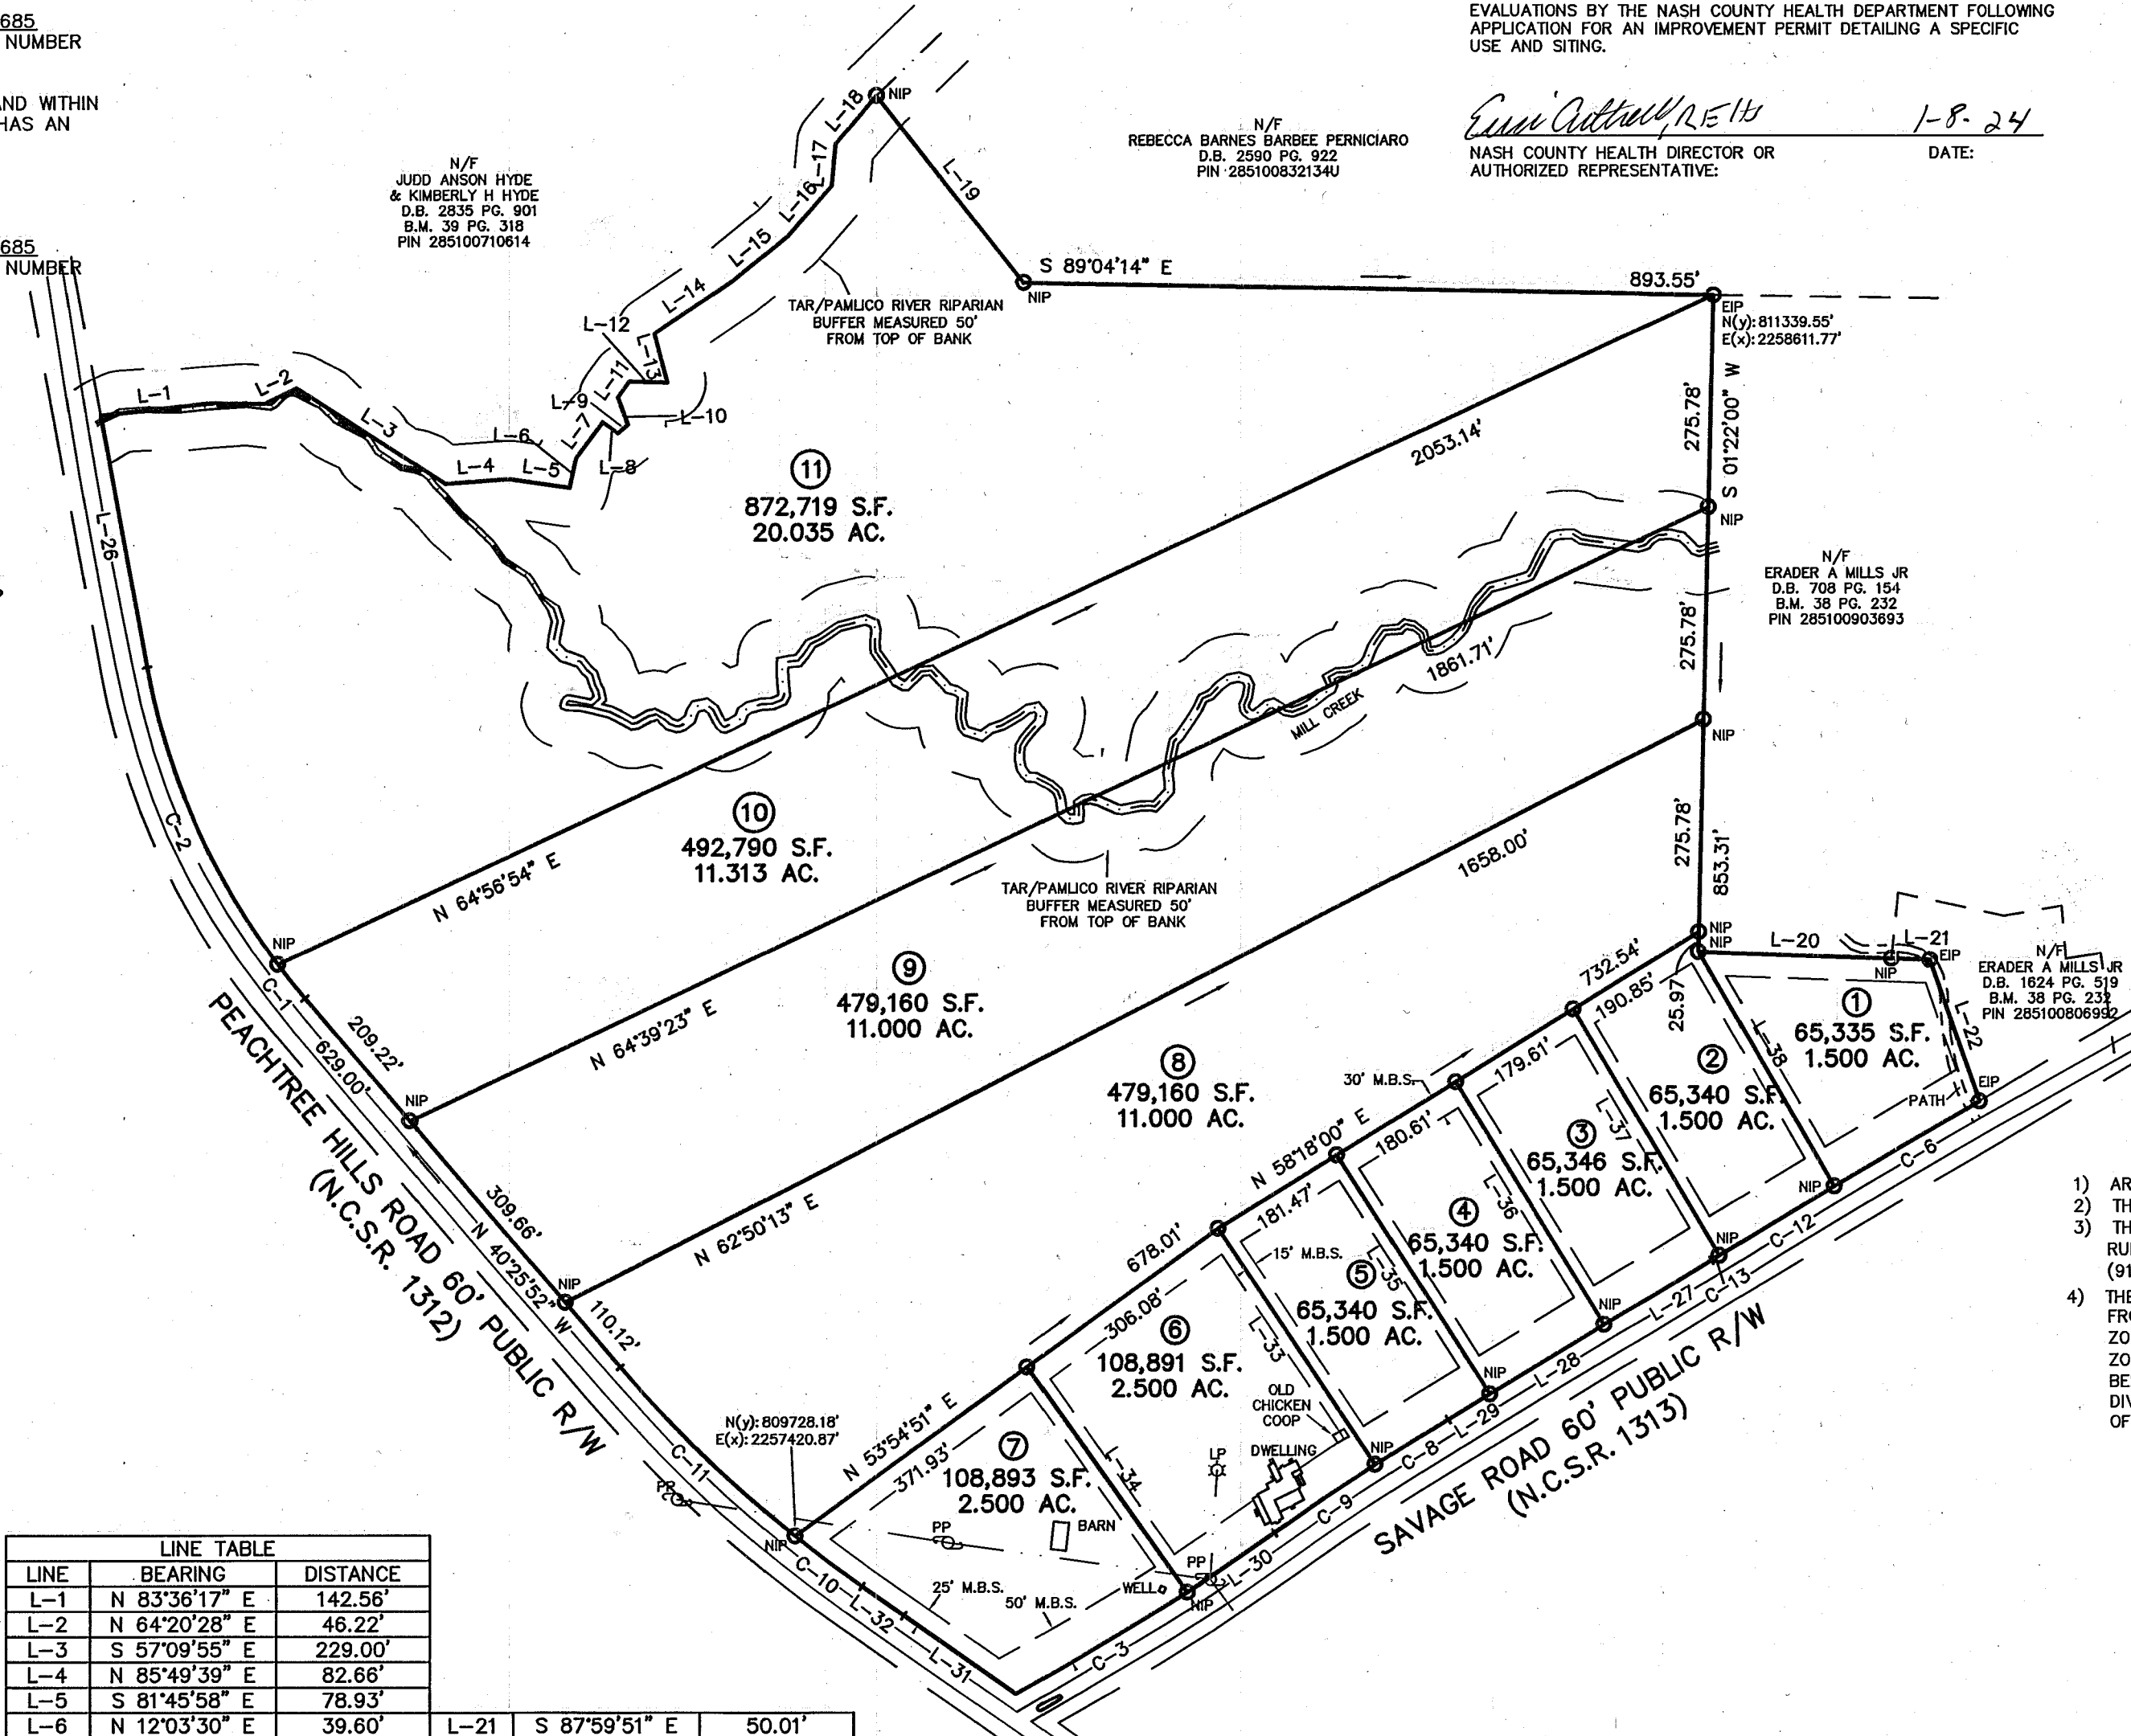 685
NUMBER
AND WITHIN
HAS AN
685
NUMBER
EVALUATIONS BY THE NASH COUNTY HEALTH DEPARTMENT FOLLOWING
APPLICATION FOR AN IMPROVEMENT PERMIT DETAILING A SPECIFIC
USE AND SITING.
REHS
1-8-24
NASH COUNTY HEALTH DIRECTOR OR
AUTHORIZED REPRESENTATIVE:
DATE:
N/F
JUDD ANSON HYDE
& KIMBERLY H HYDE
D.B. 2835 PG. 901
B.M. 39 PG. 318
PIN 285100710614
N/F
REBECCA BARNES BARBEE PERNICIARO
D.B. 2590 PG. 922
PIN 285100832134U
L-18
NIP
L-17
L-16
L-15
L-14
L-19
S 89°04'14" E
893.55'
NIP
EIP
N(y): 811339.55'
E(x): 2258611.77'
TAR/PAMLICO RIVER RIPARIAN
BUFFER MEASURED 50'
FROM TOP OF BANK
L-12
L-13
L-11
L-9
L-10
L-1
L-2
L-3
L-6
L-7
L-4
L-5
L-8
L-26
11
872,719 S.F.
20.035 AC.
2053.14'
275.78'
S 01°22'00" W
NIP
N/F
ERADER A MILLS JR
D.B. 708 PG. 154
B.M. 38 PG. 232
PIN 285100903693
275.78'
1861.71'
MILL CREEK
NIP
C-2
10
492,790 S.F.
11.313 AC.
N 64°56'54" E
TAR/PAMLICO RIVER RIPARIAN
BUFFER MEASURED 50'
FROM TOP OF BANK
1658.00'
275.78'
853.31'
NIP
NIP
NIP
L-20
L-21
NIP
EIP
N/F
ERADER A MILLS JR
D.B. 1624 PG. 519
B.M. 38 PG. 232
PIN 285100806992
C-1
209.22'
629.00'
9
479,160 S.F.
11.000 AC.
N 64°39'23" E
732.54'
190.85'
25.97'
1
65,335 S.F.
1.500 AC.
L-22
L-38
EIP
PATH
C-6
NIP
PEACHTREE HILLS ROAD 60' PUBLIC R/W
(N.C.S.R. 1312)
NIP
309.66'
N 40°25'52" W
8
479,160 S.F.
11.000 AC.
N 62°50'13" E
30' M.B.S.
179.61'
2
65,340 S.F.
1.500 AC.
L-37
N 58°18'00" E
180.61'
3
65,346 S.F.
1.500 AC.
L-36
C-12
NIP
181.47'
4
65,340 S.F.
1.500 AC.
L-35
15' M.B.S.
5
65,340 S.F.
1.500 AC.
L-27
C-13
NIP
NIP
110.12'
678.01'
306.08'
6
108,891 S.F.
2.500 AC.
L-33
OLD
CHICKEN
COOP
DWELLING
LP
L-28
NIP
L-29
C-8
NIP
C-9
SAVAGE ROAD 60' PUBLIC R/W
(N.C.S.R. 1313)
N(y): 809728.18'
E(x): 2257420.87'
C-11
PP
N 53°54'51" E
371.93'
7
108,893 S.F.
2.500 AC.
L-34
PP
BARN
NIP
C-10
25' M.B.S.
50' M.B.S.
WELL
PP
NIP
L-30
L-32
L-31
C-3
1) AR
2) TH
3) TH
RU
(91
4) THE
FRO
ZO
ZO
BE
DIV
OF
LINE TABLE
LINE BEARING DISTANCE
L-1 N 83°36'17" E 142.56'
L-2 N 64°20'28" E 46.22'
L-3 S 57°09'55" E 229.00'
L-4 N 85°49'39" E 82.66'
L-5 S 81°45'58" E 78.93'
L-6 N 12°03'30" E 39.60' L-21 S 87°59'51" E 50.01'